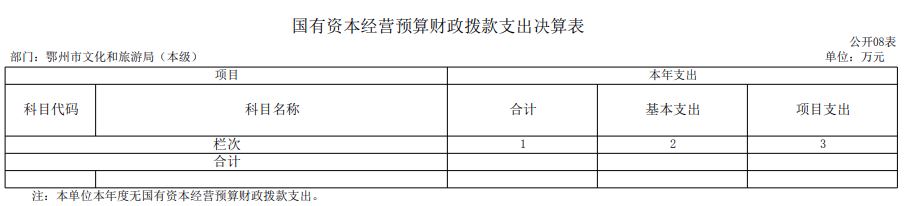 国有资本经营预算财政拨款支出决算表
公开08表
部门：鄂州市文化和旅游局（本级） 单位：万元
项目 本年支出
科目代码 科目名称 合计 基本支出 项目支出
栏次 1 2 3
合计
注：本单位本年度无国有资本经营预算财政拨款支出。